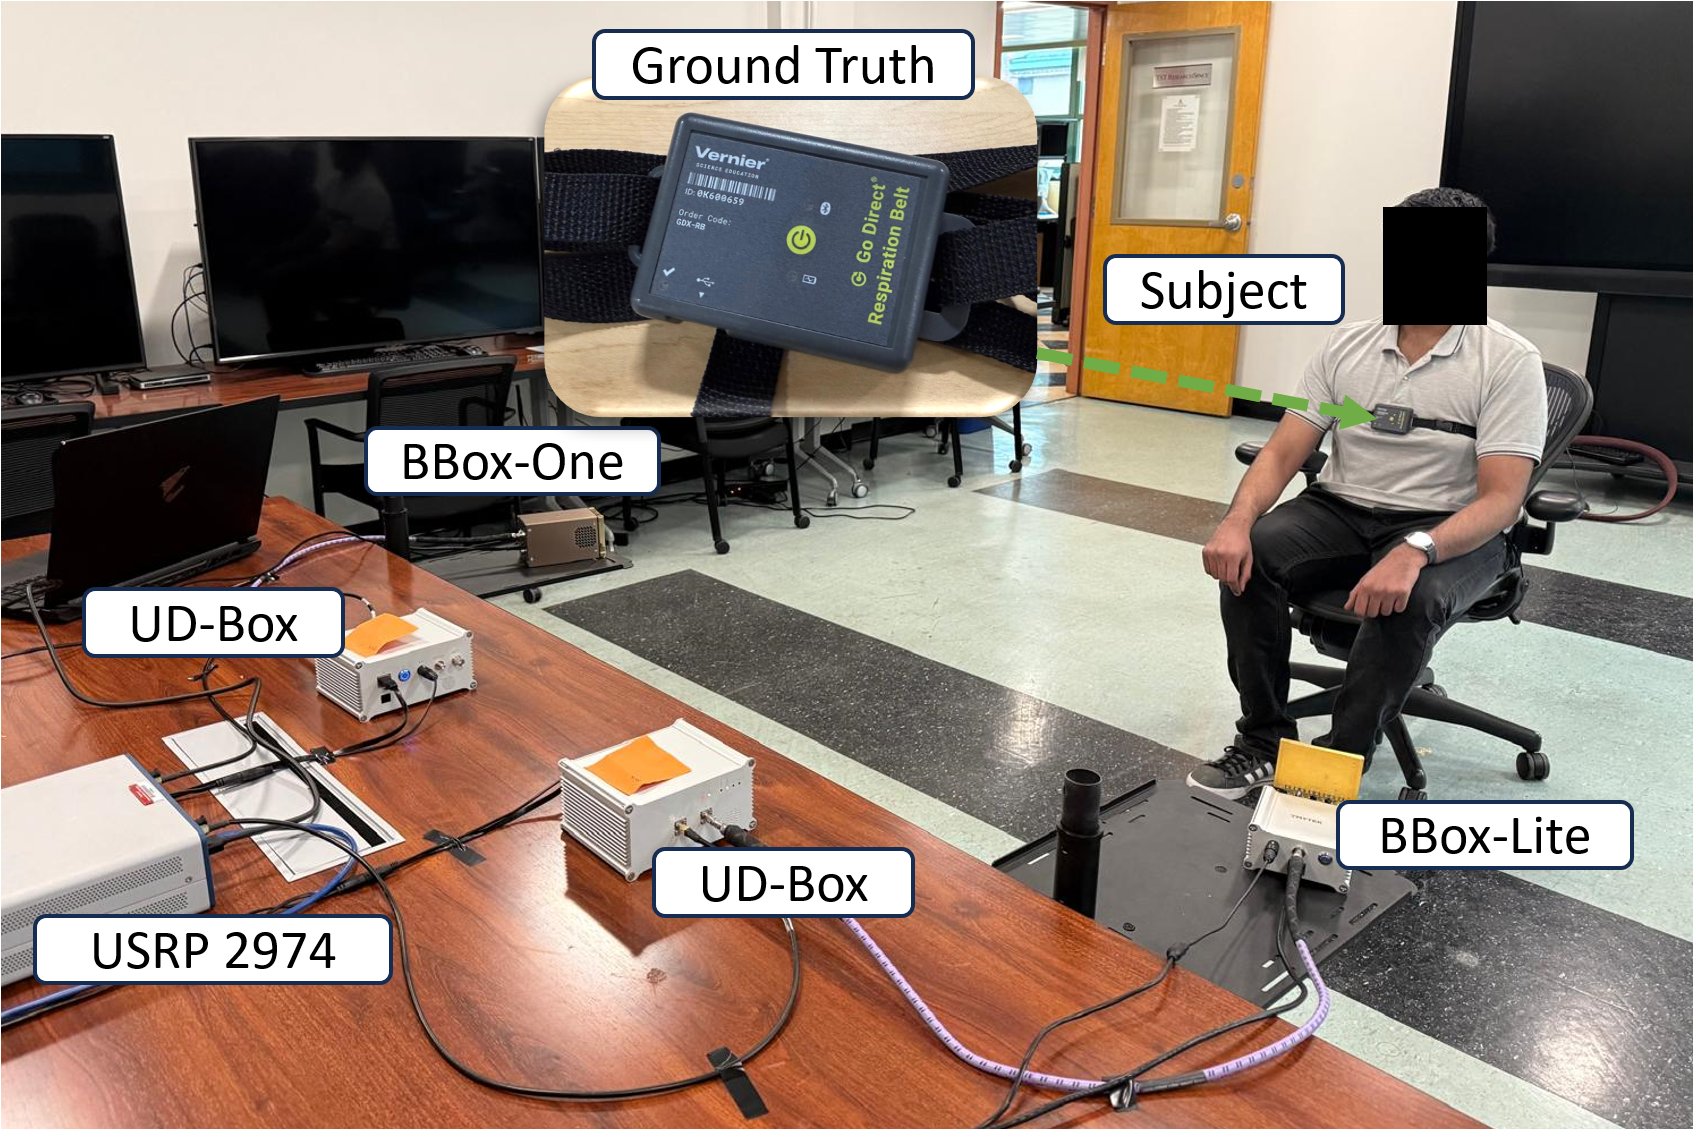 Ground Truth
Vernier®
SCIENCE EDUCATION
ID: 0K600659
Order Code:
GDX-RB
Go Direct®
Respiration Belt
Subject
BBox-One
UD-Box
UD-Box
BBox-Lite
USRP 2974
TMYTEK